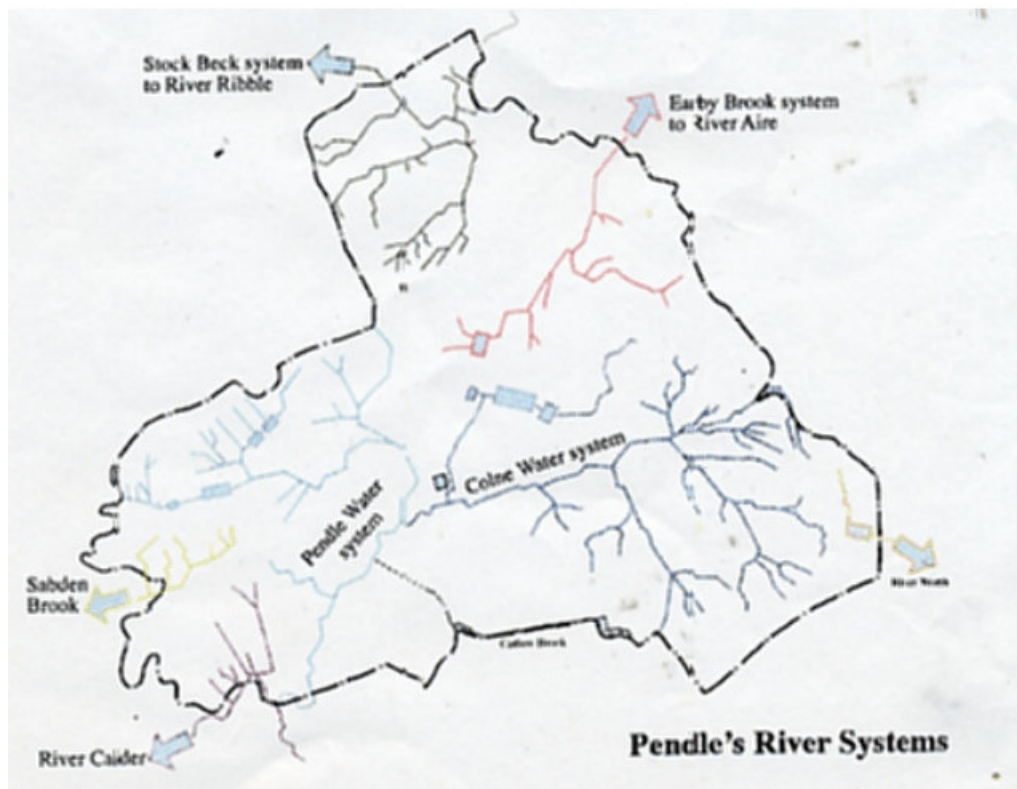 Stock Beck system
to River Ribble
Earby Brook system
to River Aire
Colne Water system
Pendle Water
system
Sabden
Brook
River
River Calder
Pendle's River Systems